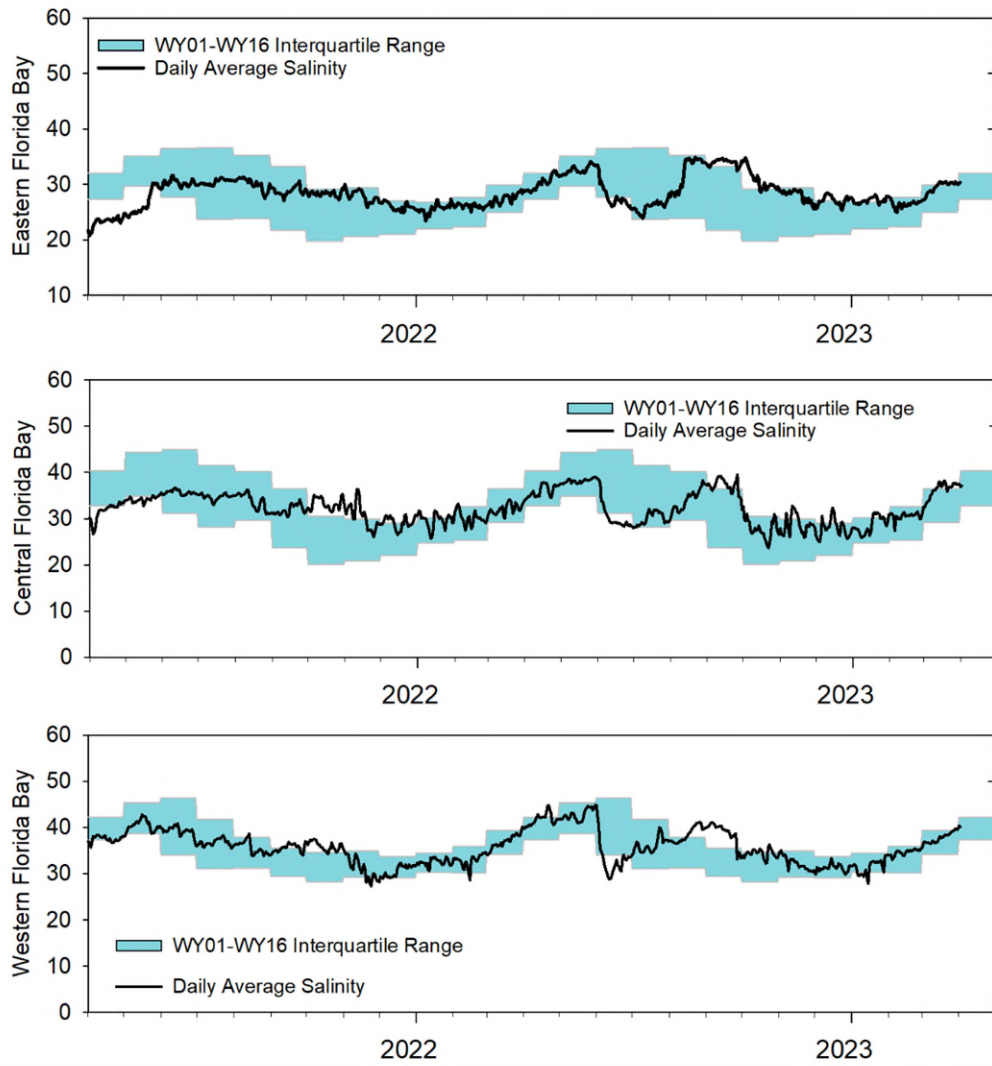 60
50
40
30
20
10
Eastern Florida Bay
WY01-WY16 Interquartile Range
Daily Average Salinity
2022 2023
60
50
40
30
20
10
0
Central Florida Bay
WY01-WY16 Interquartile Range
Daily Average Salinity
2022 2023
60
50
40
30
20
10
0
Western Florida Bay
WY01-WY16 Interquartile Range
Daily Average Salinity
2022 2023